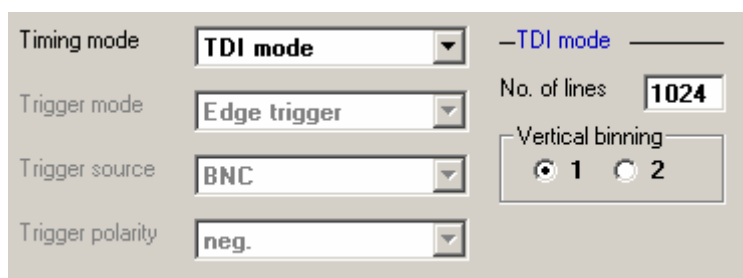 Timing mode TDI mode
Trigger mode Edge trigger
Trigger source BNC
Trigger polarity neg.
TDI mode
No. of lines 1024
Vertical binning
1 2